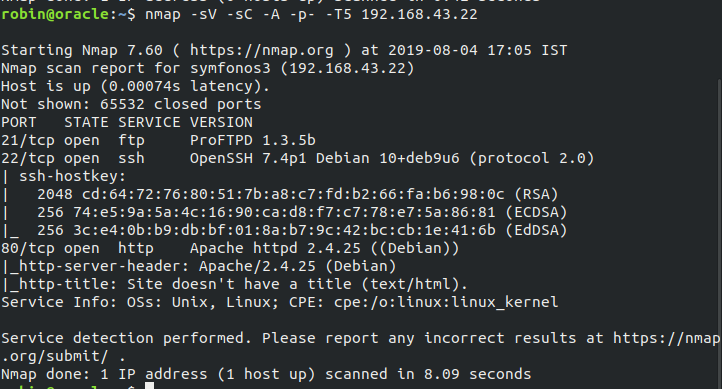 robin@oracle:~$ nmap -sV -sC -A -p- -T5 192.168.43.22
Starting Nmap 7.60 ( https://nmap.org ) at 2019-08-04 17:05 IST
Nmap scan report for symfonos3 (192.168.43.22)
Host is up (0.00074s latency).
Not shown: 65532 closed ports
PORT   STATE SERVICE VERSION
21/tcp open  ftp     ProFTPD 1.3.5b
22/tcp open  ssh     OpenSSH 7.4p1 Debian 10+deb9u6 (protocol 2.0)
| ssh-hostkey:
|   2048 cd:64:72:76:80:51:7b:a8:c7:fd:b2:66:fa:b6:98:0c (RSA)
|   256 74:e5:9a:5a:4c:16:90:ca:d8:f7:c7:78:e7:5a:86:81 (ECDSA)
|_  256 3c:e4:0b:b9:db:bf:01:8a:b7:9c:42:bc:cb:1e:41:6b (EdDSA)
80/tcp open  http    Apache httpd 2.4.25 ((Debian))
|_http-server-header: Apache/2.4.25 (Debian)
|_http-title: Site doesn't have a title (text/html).
Service Info: OSs: Unix, Linux; CPE: cpe:/o:linux:linux_kernel
Service detection performed. Please report any incorrect results at https://nmap
.org/submit/ .
Nmap done: 1 IP address (1 host up) scanned in 8.09 seconds